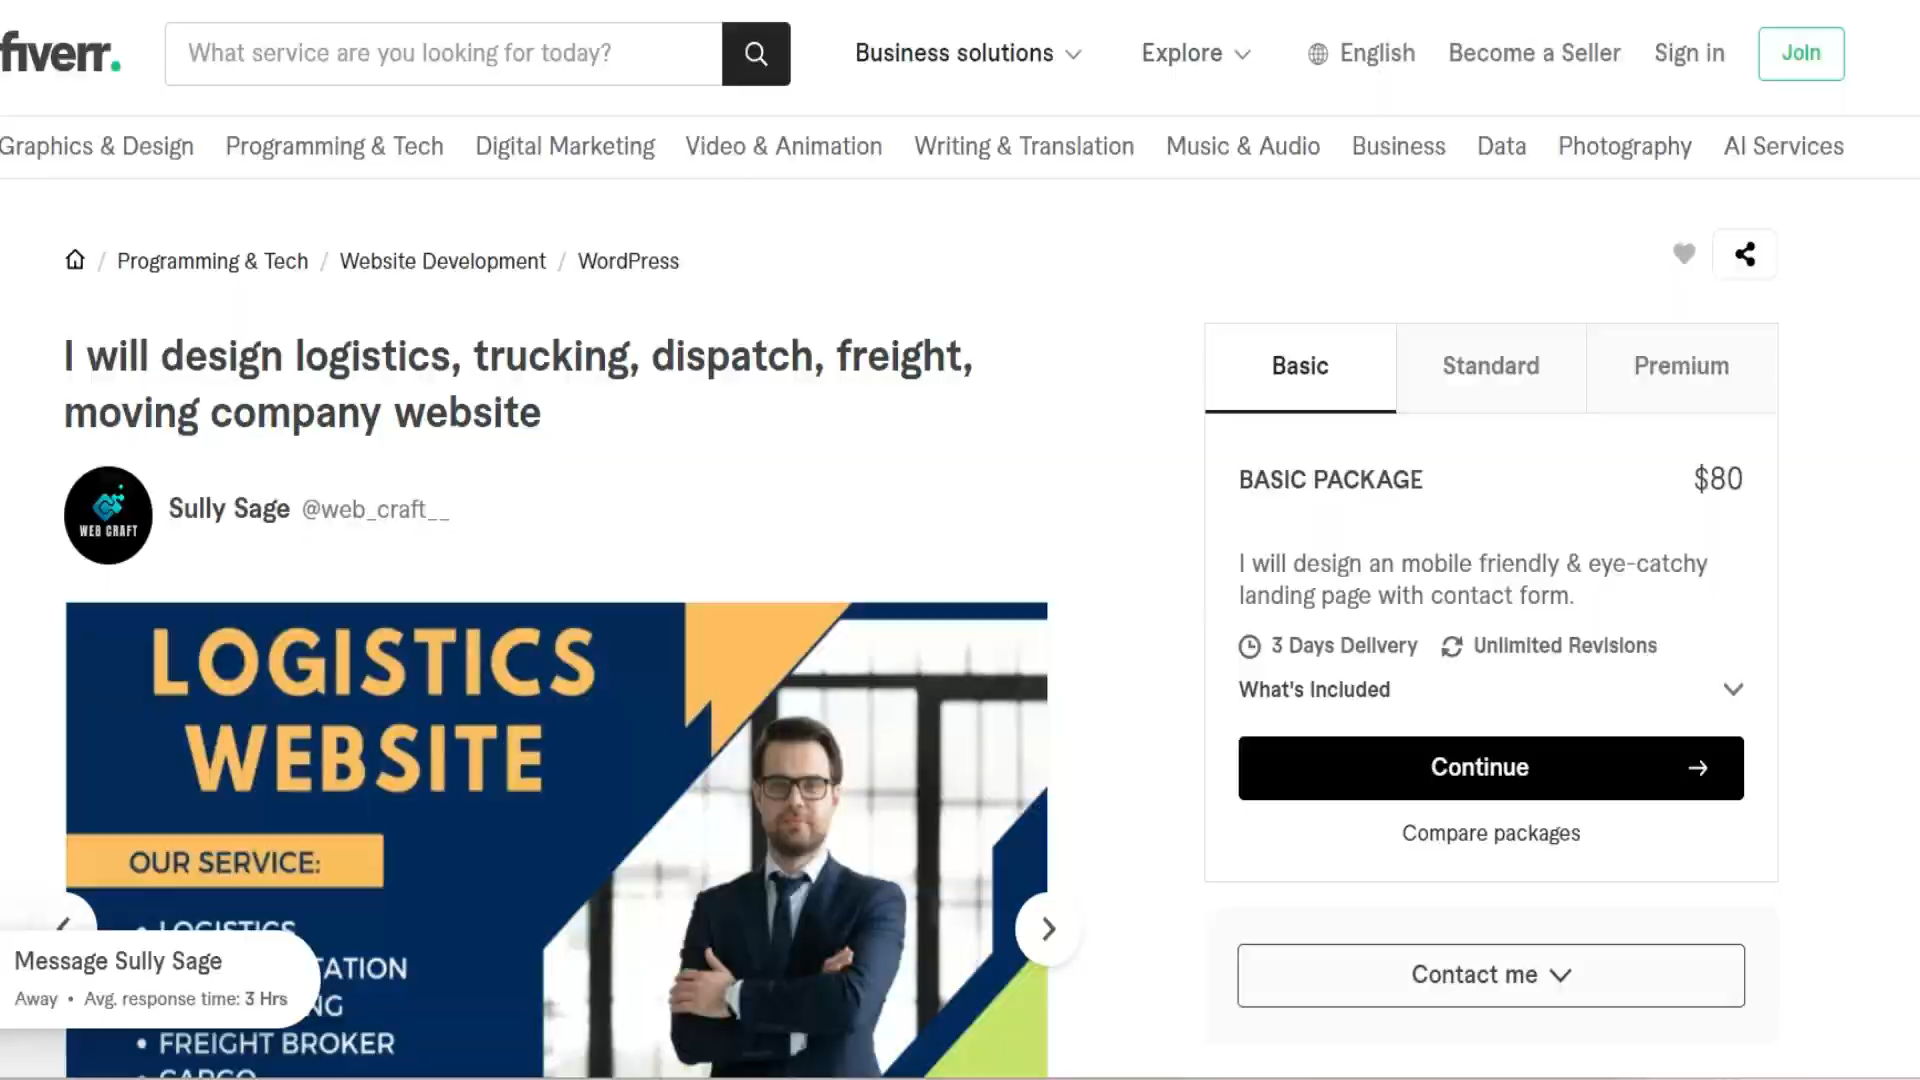 fiverr.
What service are you looking for today?
Business solutions
Explore
English
Become a Seller
Sign in
Join
Graphics & Design
Programming & Tech
Digital Marketing
Video & Animation
Writing & Translation
Music & Audio
Business
Data
Photography
AI Services
/ Programming & Tech / Website Development / WordPress
I will design logistics, trucking, dispatch, freight,
moving company website
WEB CRAFT
Sully Sage @web_craft__
LOGISTICS
WEBSITE
OUR SERVICE:
• LOGISTICS
• FREIGHT BROKER
• CARGO
Message Sully Sage
Away • Avg. response time: 3 Hrs
Basic
Standard
Premium
BASIC PACKAGE
$80
I will design an mobile friendly & eye-catchy
landing page with contact form.
3 Days Delivery
Unlimited Revisions
What's Included
Continue
Compare packages
Contact me